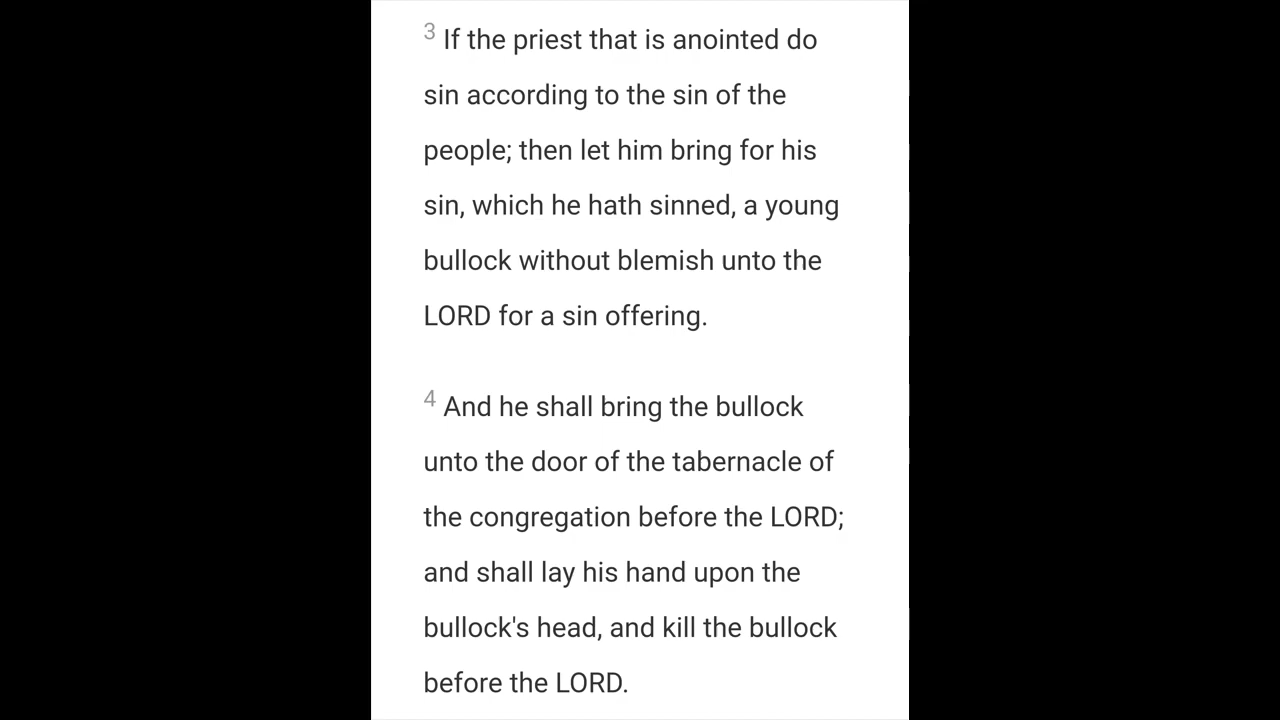 3 If the priest that is anointed do
sin according to the sin of the
people; then let him bring for his
sin, which he hath sinned, a young
bullock without blemish unto the
LORD for a sin offering.
4 And he shall bring the bullock
unto the door of the tabernacle of
the congregation before the LORD;
and shall lay his hand upon the
bullock's head, and kill the bullock
before the LORD.